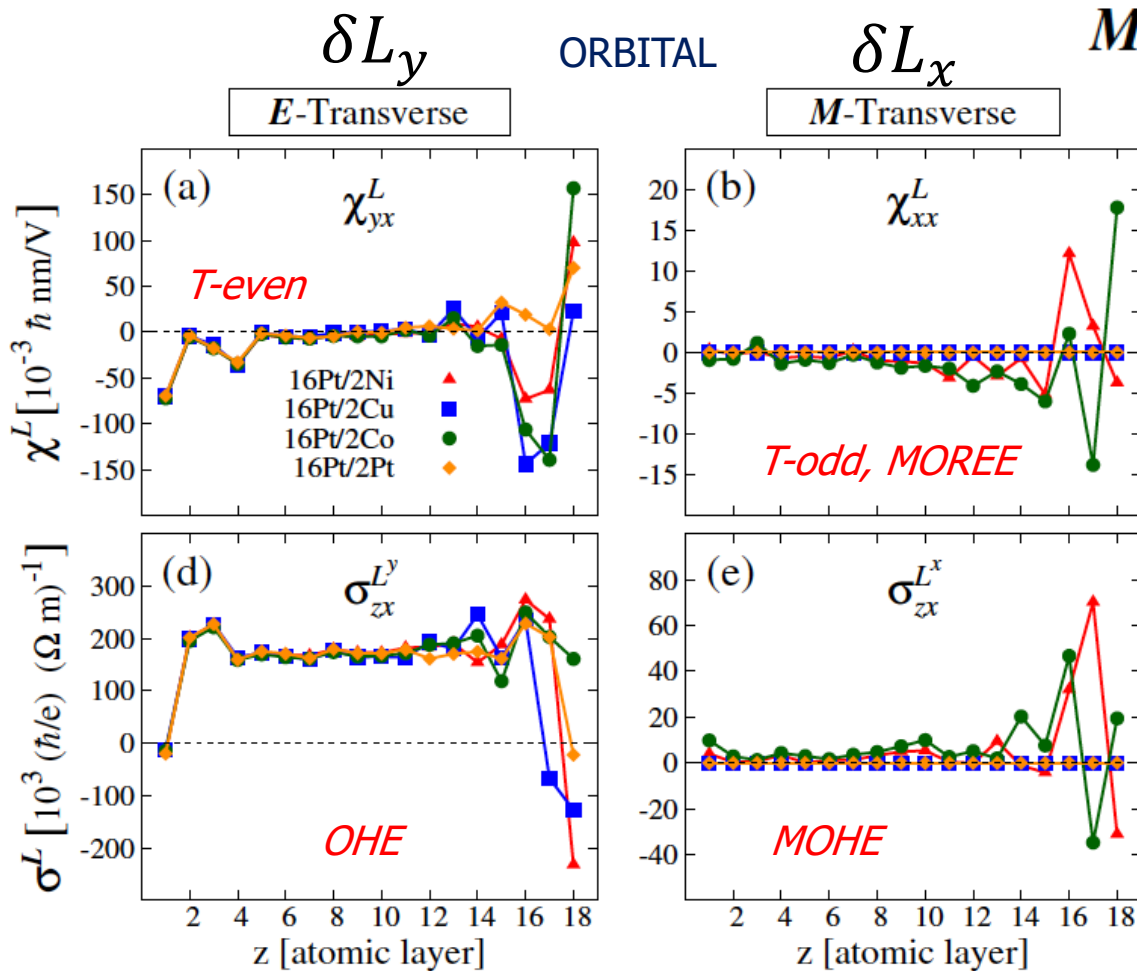 δL_y ORBITAL δL_x M
E-Transverse M-Transverse
(a) χ^L_yx
T-even
16Pt/2Ni
16Pt/2Cu
16Pt/2Co
16Pt/2Pt
χ^L [10^-3 ħ nm/V]
150
100
50
0
-50
-100
-150
(b) χ^L_xx
T-odd, MOREE
20
15
10
5
0
-5
-10
-15
(d) σ^{L^y}_zx
OHE
σ^L [10^3 (ħ/e) (Ω m)^-1]
300
200
100
0
-100
-200
2 4 6 8 10 12 14 16 18
z [atomic layer]
(e) σ^{L^x}_zx
MOHE
80
60
40
20
0
-20
-40
2 4 6 8 10 12 14 16 18
z [atomic layer]